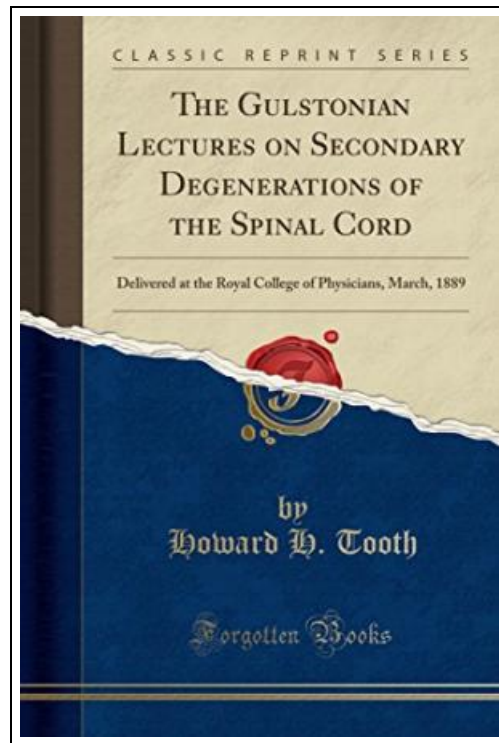 CLASSIC REPRINT SERIES
THE GULSTONIAN
LECTURES ON SECONDARY
DEGENERATIONS OF
THE SPINAL CORD
Delivered at the Royal College of Physicians, March, 1889
by
Howard H. Tooth
Forgotten Books